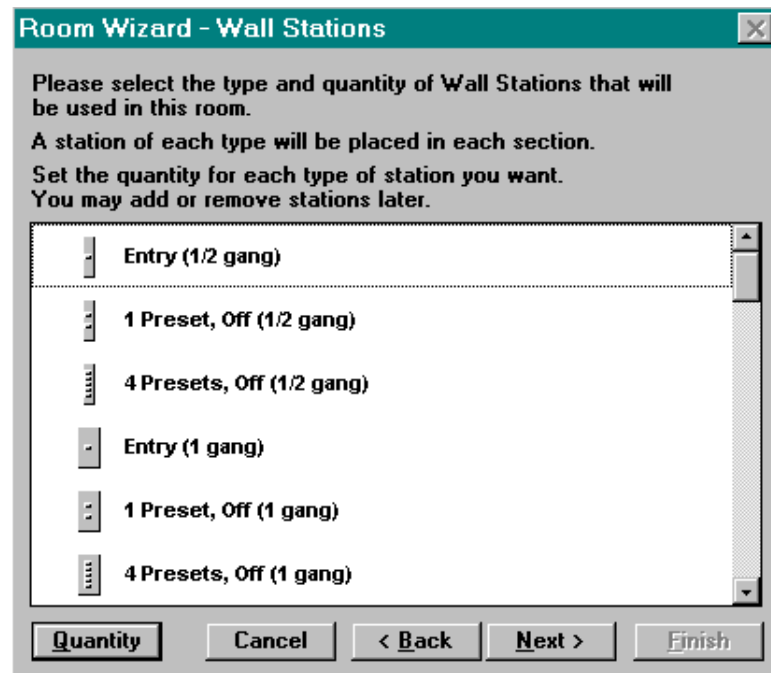 Room Wizard - Wall Stations
Please select the type and quantity of Wall Stations that will
be used in this room.
A station of each type will be placed in each section.
Set the quantity for each type of station you want.
You may add or remove stations later.
Entry (1/2 gang)
1 Preset, Off (1/2 gang)
4 Presets, Off (1/2 gang)
Entry (1 gang)
1 Preset, Off (1 gang)
4 Presets, Off (1 gang)
Quantity Cancel < Back Next > Finish